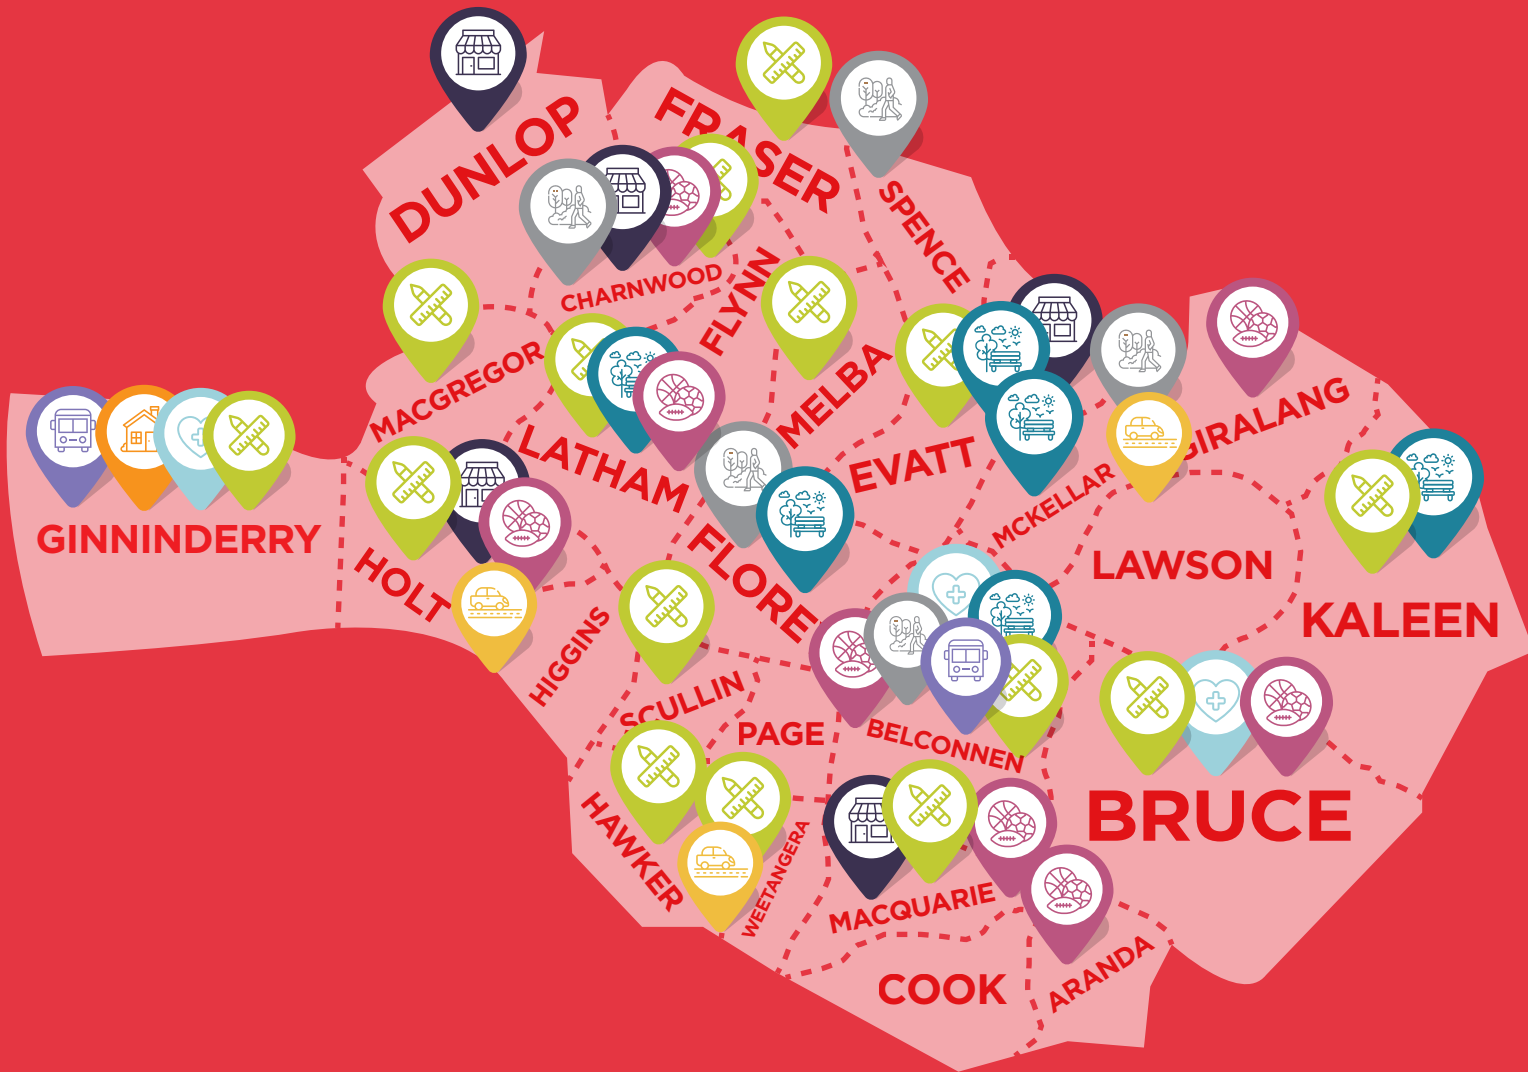 DUNLOP
FRASER
SPENCE
CHARNWOOD
FLYNN
MACGREGOR
MELBA
LATHAM
EVATT
GIRALANG
MCKELLAR
GINNINDERRY
HOLT
FLOREY
LAWSON
KALEEN
HIGGINS
SCULLIN
PAGE
BELCONNEN
BRUCE
HAWKER
WEETANGERA
MACQUARIE
COOK
ARANDA